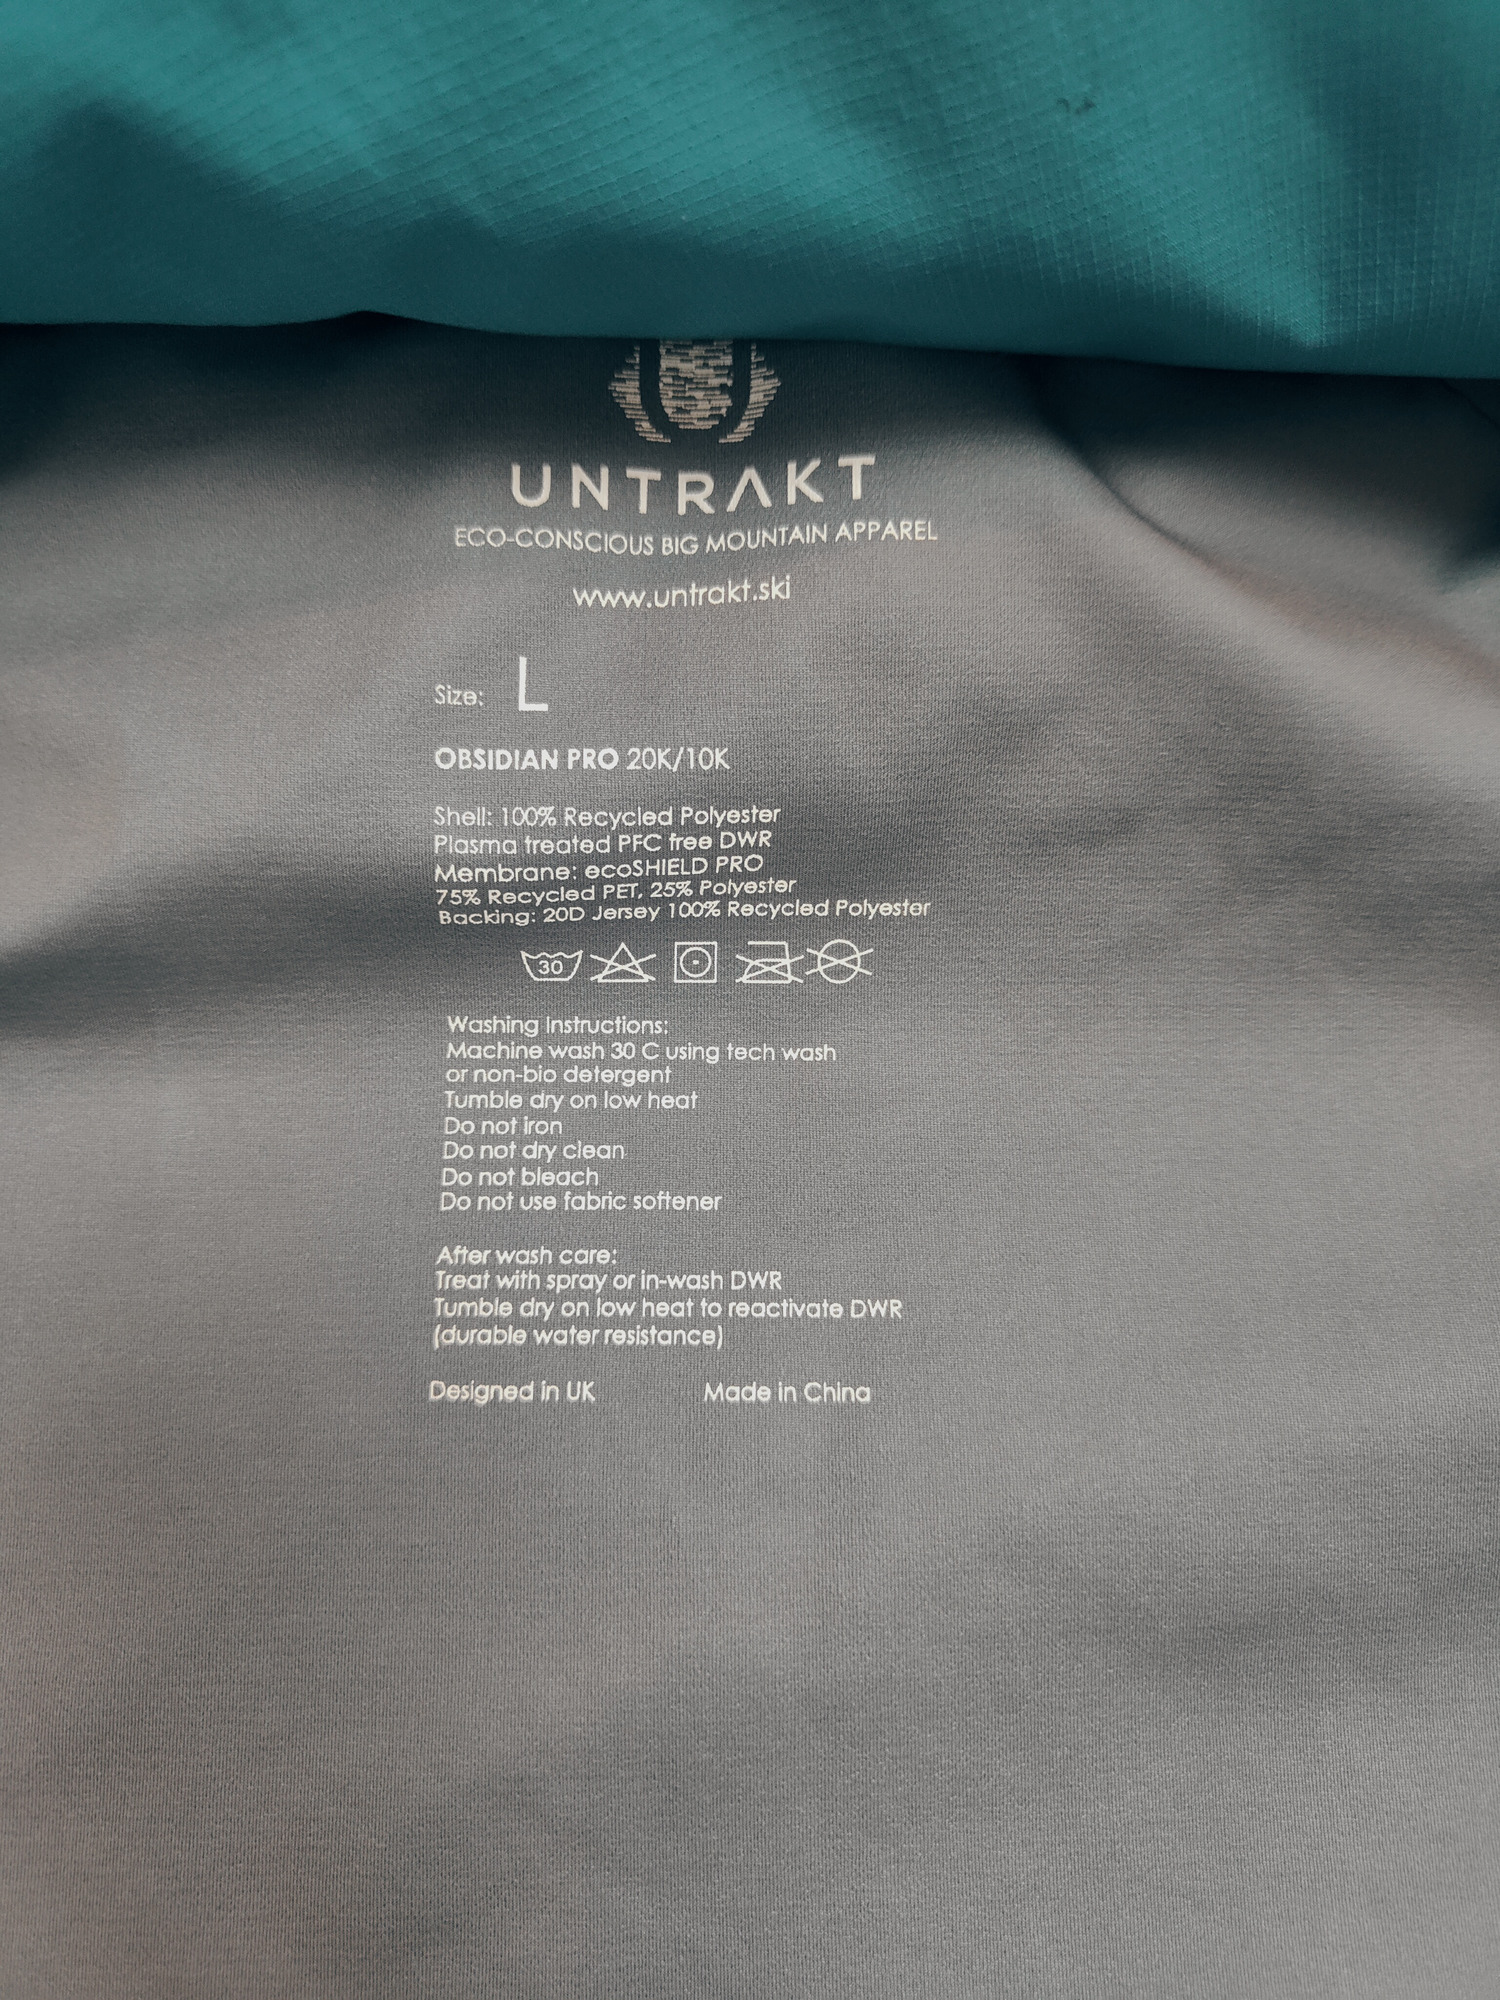 UNTRAKT
ECO-CONSCIOUS BIG MOUNTAIN APPAREL
www.untrakt.ski
Size: L
OBSIDIAN PRO 20K/10K
Shell: 100% Recycled Polyester
Plasma treated PFC free DWR
Membrane: ecoSHIELD PRO
75% Recycled PET, 25% Polyester
Backing: 20D Jersey 100% Recycled Polyester
30
Washing Instructions:
Machine wash 30 C using tech wash
or non-bio detergent
Tumble dry on low heat
Do not iron
Do not dry clean
Do not bleach
Do not use fabric softener
After wash care:
Treat with spray or in-wash DWR
Tumble dry on low heat to reactivate DWR
(durable water resistance)
Designed in UK Made in China